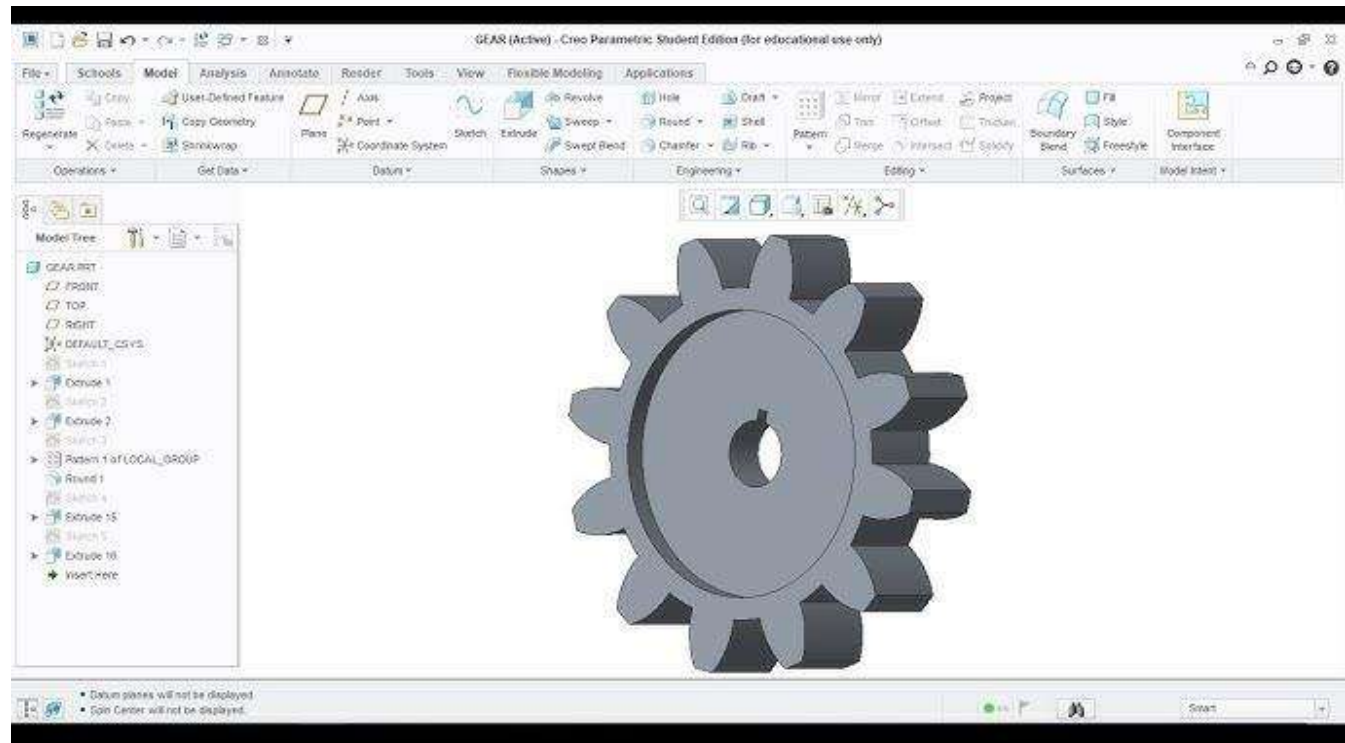 GEAR (Active) - Creo Parametric Student Edition (for educational use only)
File Schools Model Analysis Annotate Render Tools View Flexible Modeling Applications
Copy User-Defined Feature Axis Revolve Hole Draft Mirror Extend Project Fill
Regenerate Paste Copy Geometry Plane Point Sketch Extrude Sweep Round Shell Pattern Trim Offset Thicken Boundary Blend Style Component Interface
Delete Shrinkwrap Coordinate System Swept Blend Chamfer Rib Merge Intersect Solidify Freestyle
Operations Get Data Datum Shapes Engineering Editing Surfaces Model Intent
Model Tree
GEAR.PRT
FRONT
TOP
RIGHT
DEFAULT_CSYS
Sketch 1
Extrude 1
Sketch 2
Extrude 2
Sketch 3
Pattern 1 of LOCAL_GROUP
Round 1
Sketch 4
Extrude 15
Sketch 5
Extrude 16
Insert Here
• Datum planes will not be displayed.
• Spin Center will not be displayed.
Smart